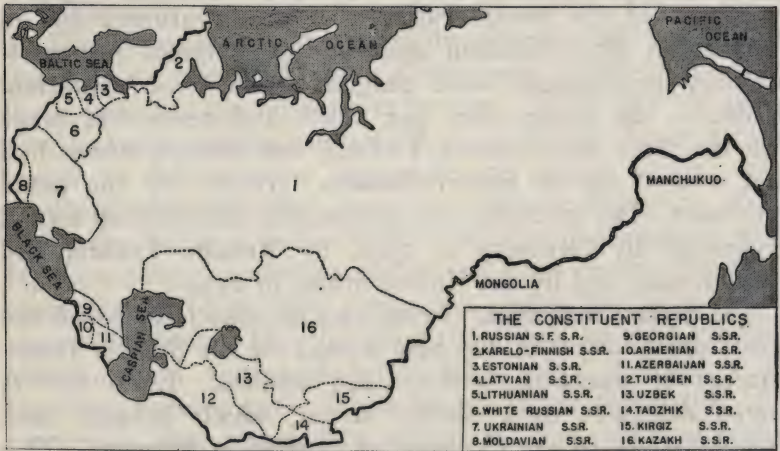 ARCTIC OCEAN
PACIFIC
OCEAN
BALTIC SEA
2
5 4 3
6
7
8
1
MANCHUKUO
BLACK SEA
MONGOLIA
CASPIAN SEA
9
10
11
16
13
12
15
14
THE CONSTITUENT REPUBLICS
1. RUSSIAN S.F. S.R.
2. KARELO-FINNISH S.S.R.
3. ESTONIAN S.S.R.
4. LATVIAN S.S.R.
5. LITHUANIAN S.S.R.
6. WHITE RUSSIAN S.S.R.
7. UKRAINIAN S.S.R.
8. MOLDAVIAN S.S.R.
9. GEORGIAN S.S.R.
10. ARMENIAN S.S.R.
11. AZERBAIJAN S.S.R.
12. TURKMEN S.S.R.
13. UZBEK S.S.R.
14. TADZHIK S.S.R.
15. KIRGIZ S.S.R.
16. KAZAKH S.S.R.